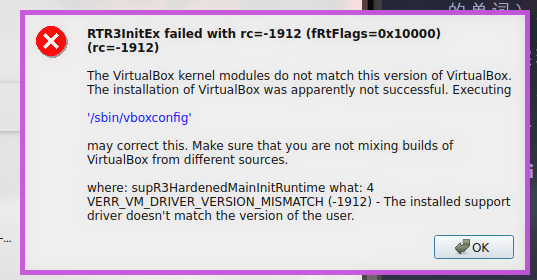 的单词)
RTR3InitEx failed with rc=-1912 (fRtFlags=0x10000)
(rc=-1912)
The VirtualBox kernel modules do not match this version of VirtualBox.
The installation of VirtualBox was apparently not successful. Executing
'/sbin/vboxconfig'
may correct this. Make sure that you are not mixing builds of
VirtualBox from different sources.
where: supR3HardenedMainInitRuntime what: 4
VERR_VM_DRIVER_VERSION_MISMATCH (-1912) - The installed support
driver doesn't match the version of the user.
OK